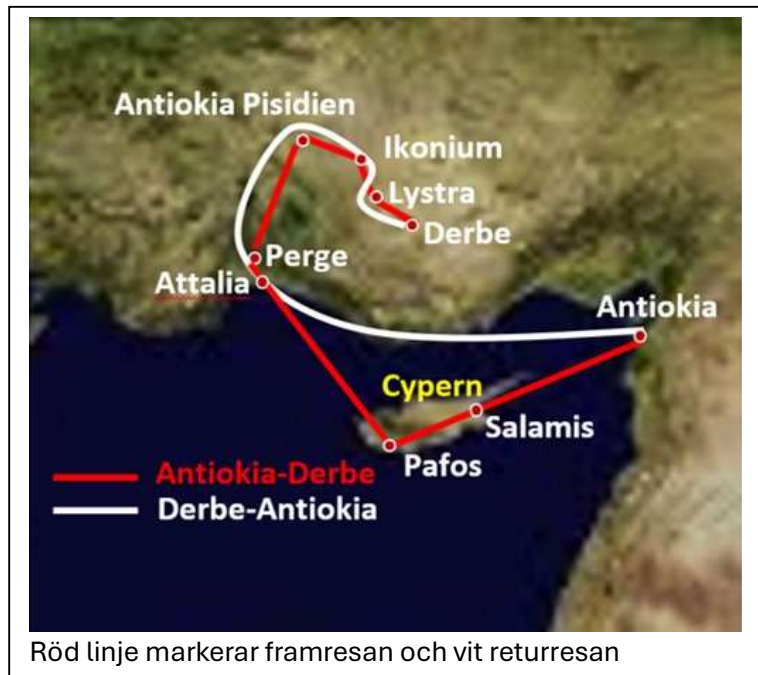 Antiokia Pisidien
Ikonium
Lystra
Derbe
Perge
Attalia
Antiokia
Cypern
Salamis
Pafos
Antiokia-Derbe
Derbe-Antiokia
Röd linje markerar framresan och vit returresan